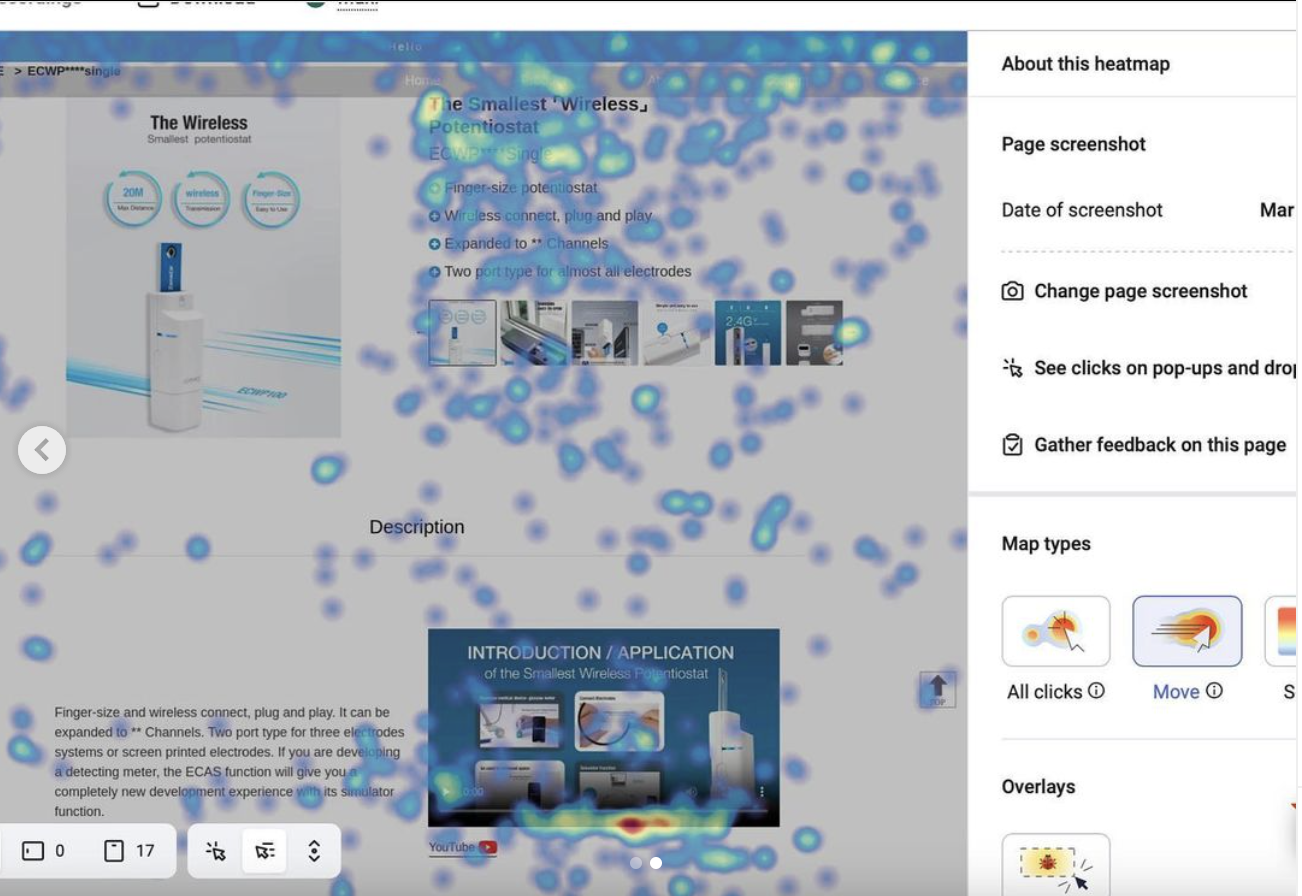 Download
Hello
> ECWP****single
Home
The Wireless
Smallest potentiostat
20M
Max Distance
wireless
Transmission
Finger-Size
Easy to Use
ECWP100
The Smallest「Wireless」
Potentiostat
ECWP****Single
Finger-size potentiostat
Wireless connect, plug and play
Expanded to ** Channels
Two port type for almost all electrodes
2.4G
Description
Finger-size and wireless connect, plug and play. It can be
expanded to ** Channels. Two port type for three electrodes
systems or screen printed electrodes. If you are developing
a detecting meter, the ECAS function will give you a
completely new development experience with its simulator
function.
INTRODUCTION / APPLICATION
of the Smallest Wireless Potentiostat
0:00
YouTube
TOP
0
17
About this heatmap
Page screenshot
Date of screenshot Mar
Change page screenshot
See clicks on pop-ups and drop
Gather feedback on this page
Map types
All clicks
Move
S
Overlays